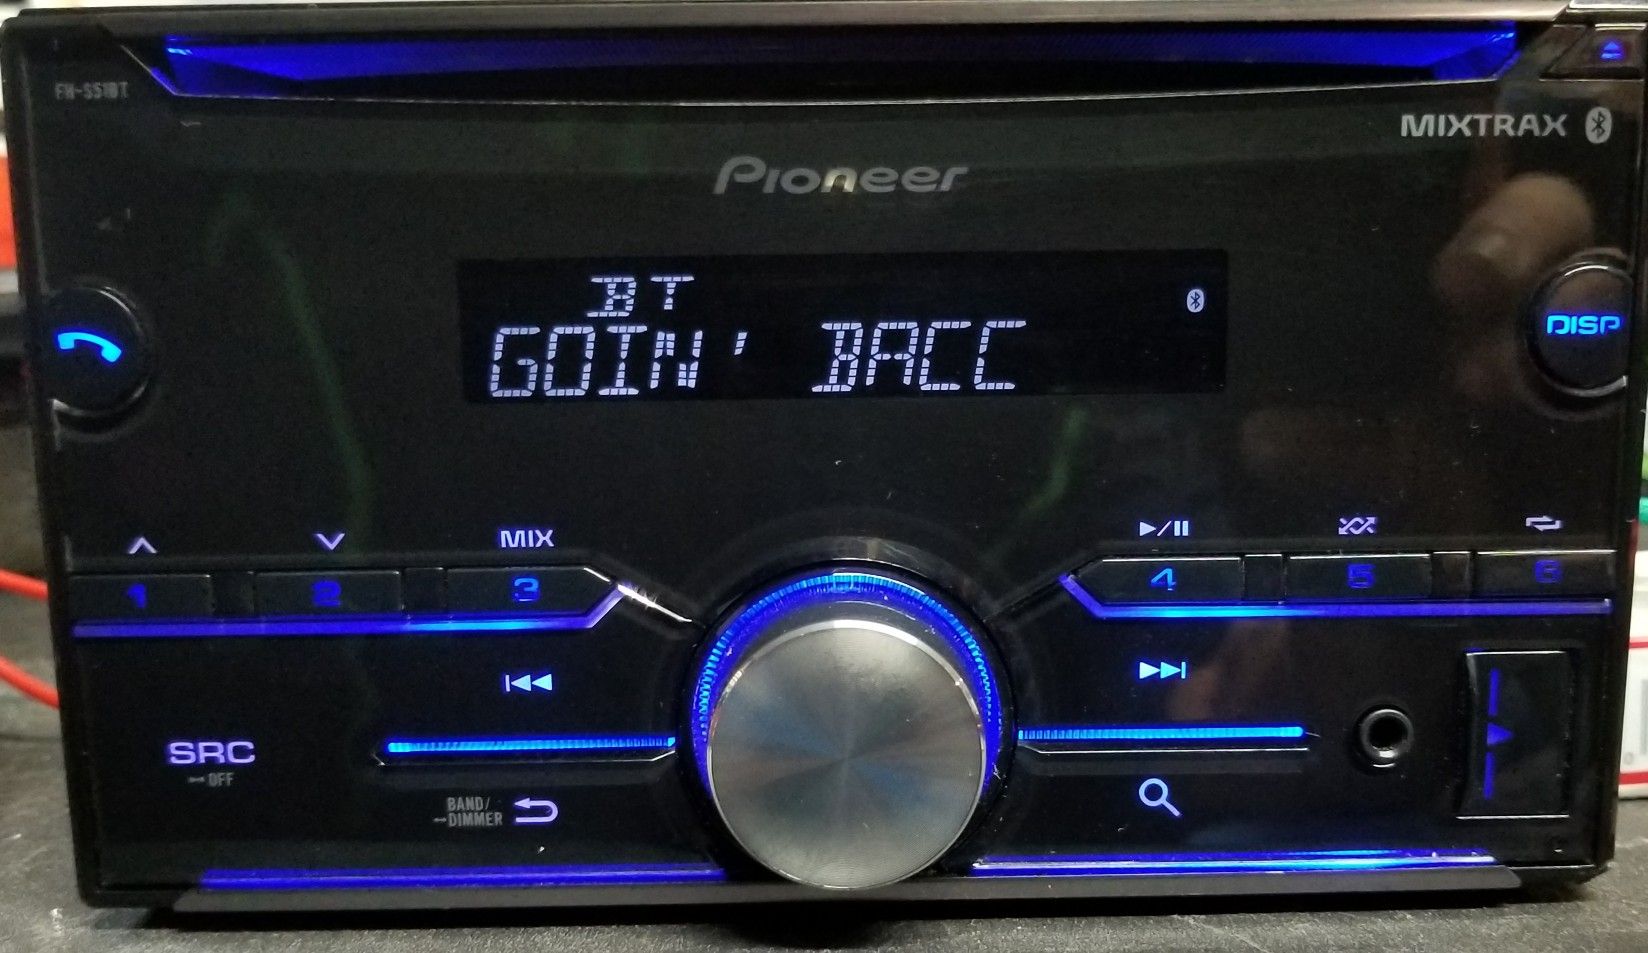 FH-S51BT
MIXTRAX
Pioneer
BT
GOIN' BACC
DISP
MIX
1
2
3
4
5
6
SRC
OFF
BAND/
DIMMER